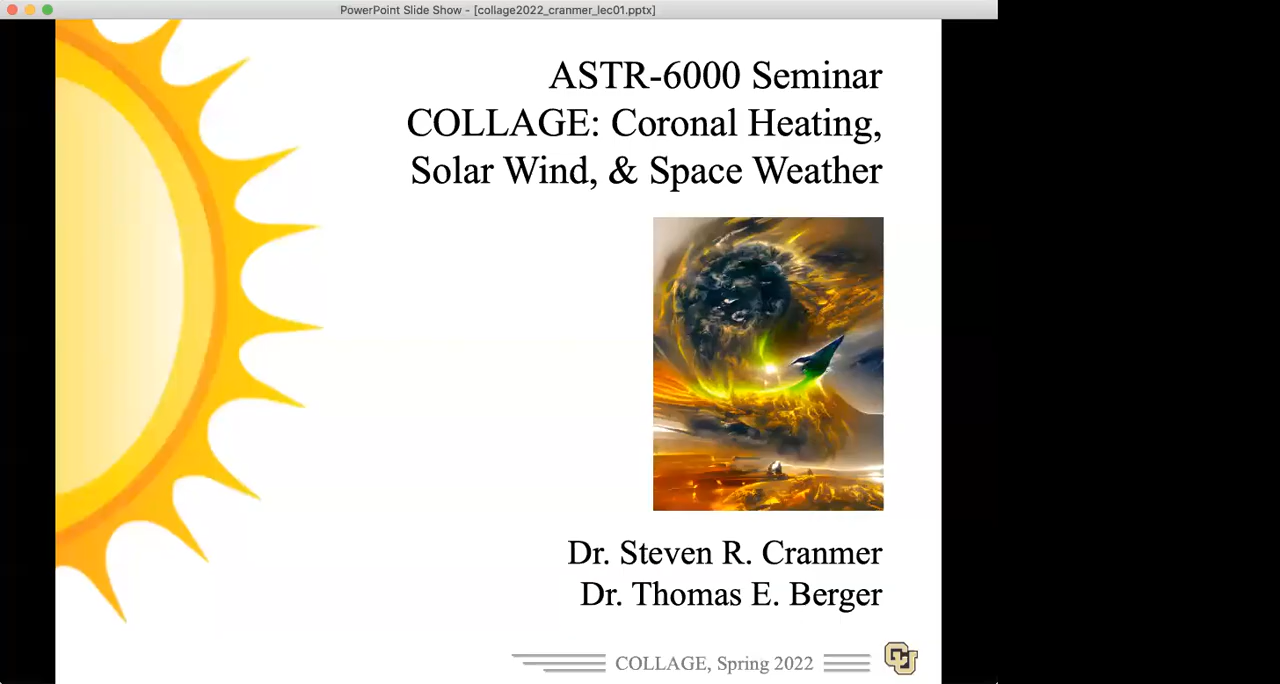 PowerPoint Slide Show - [collage2022_cranmer_lec01.pptx]
ASTR-6000 Seminar
COLLAGE: Coronal Heating,
Solar Wind, & Space Weather
Dr. Steven R. Cranmer
Dr. Thomas E. Berger
COLLAGE, Spring 2022
CU